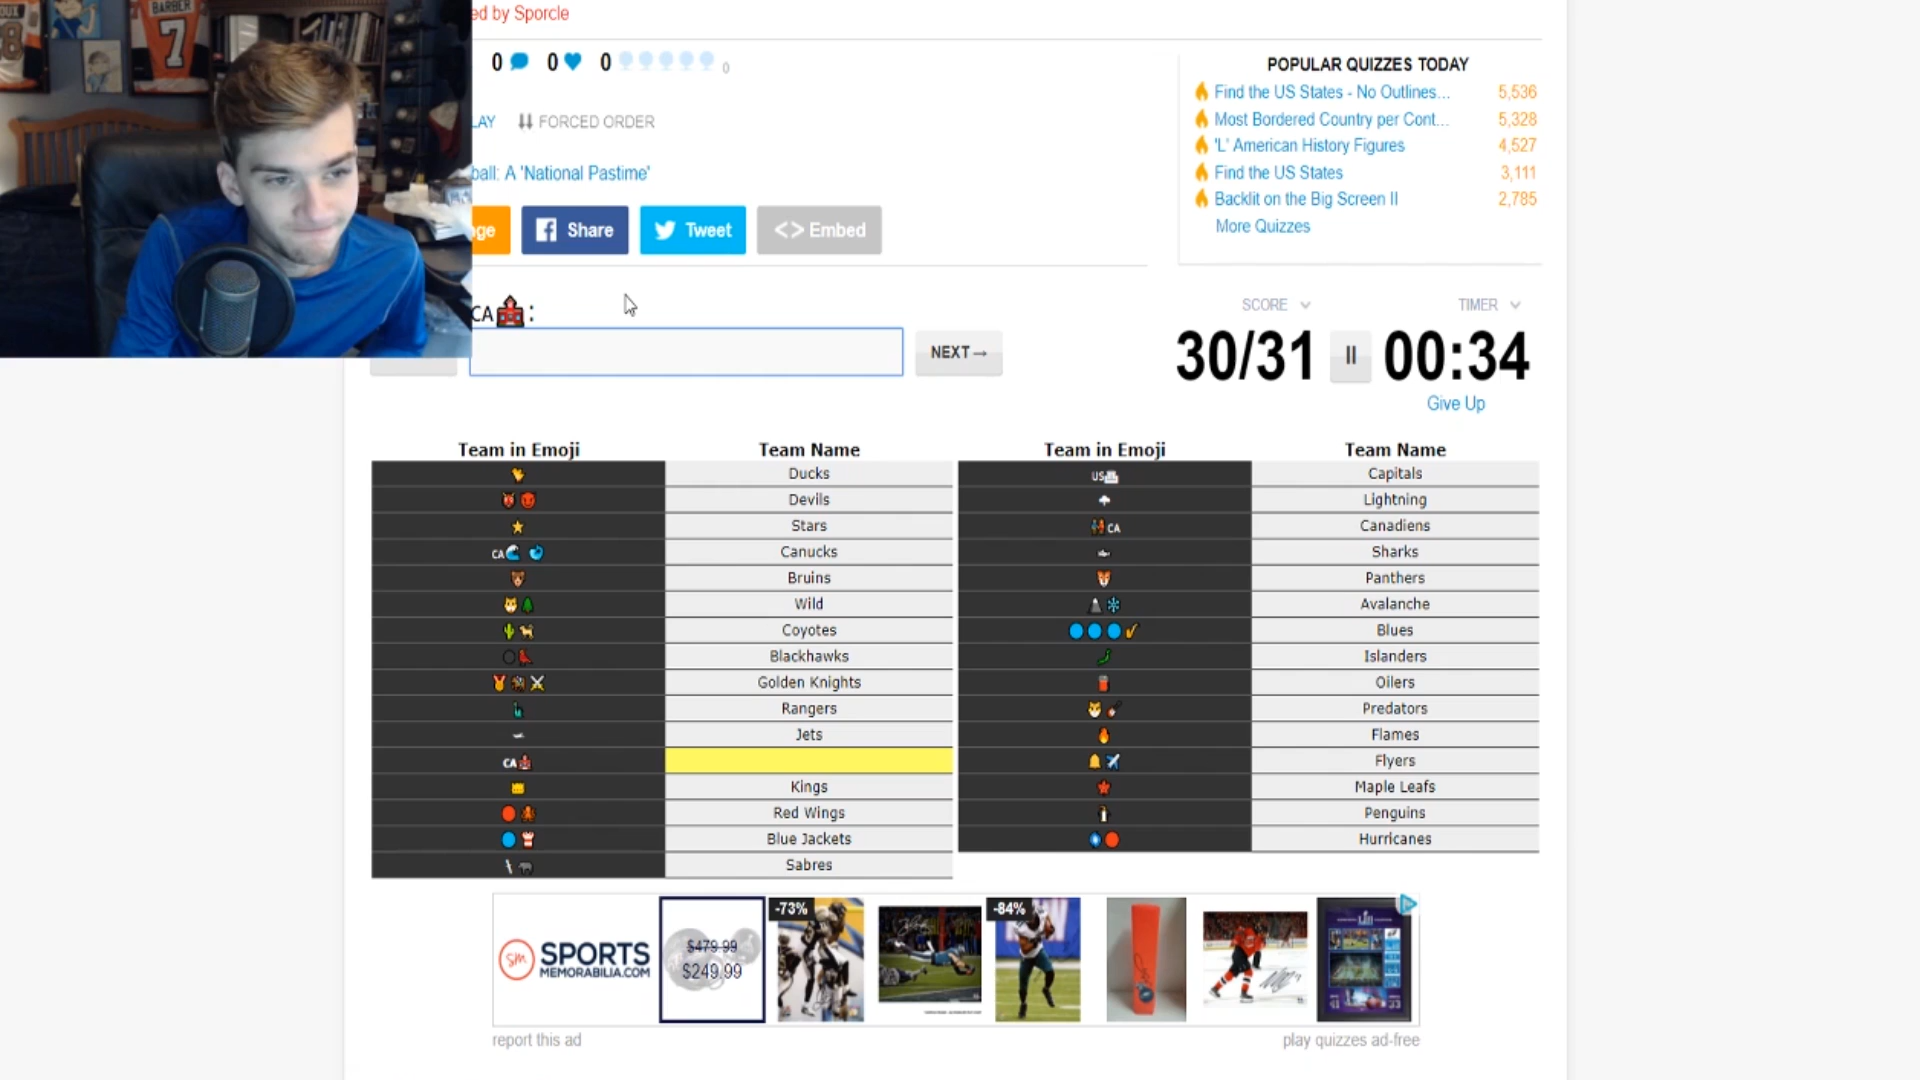 BARBER
7
ed by Sporcle
0 0 0 0
LAY FORCED ORDER
ball: A 'National Pastime'
ge Share Tweet <> Embed
POPULAR QUIZZES TODAY
Find the US States - No Outlines... 5,536
Most Bordered Country per Cont... 5,328
'L' American History Figures 4,527
Find the US States 3,111
Backlit on the Big Screen II 2,785
More Quizzes
CA :
NEXT→
SCORE TIMER
30/31 00:34
Give Up
Team in Emoji Team Name Team in Emoji Team Name
Ducks US Capitals
Devils Lightning
Stars CA Canadiens
CA Canucks Sharks
Bruins Panthers
Wild Avalanche
Coyotes Blues
Blackhawks Islanders
Golden Knights Oilers
Rangers Predators
Jets Flames
CA Flyers
Kings Maple Leafs
Red Wings Penguins
Blue Jackets Hurricanes
Sabres
sm SPORTS
MEMORABILIA.COM
$479.99
$249.99
-73%
-84%
report this ad play quizzes ad-free